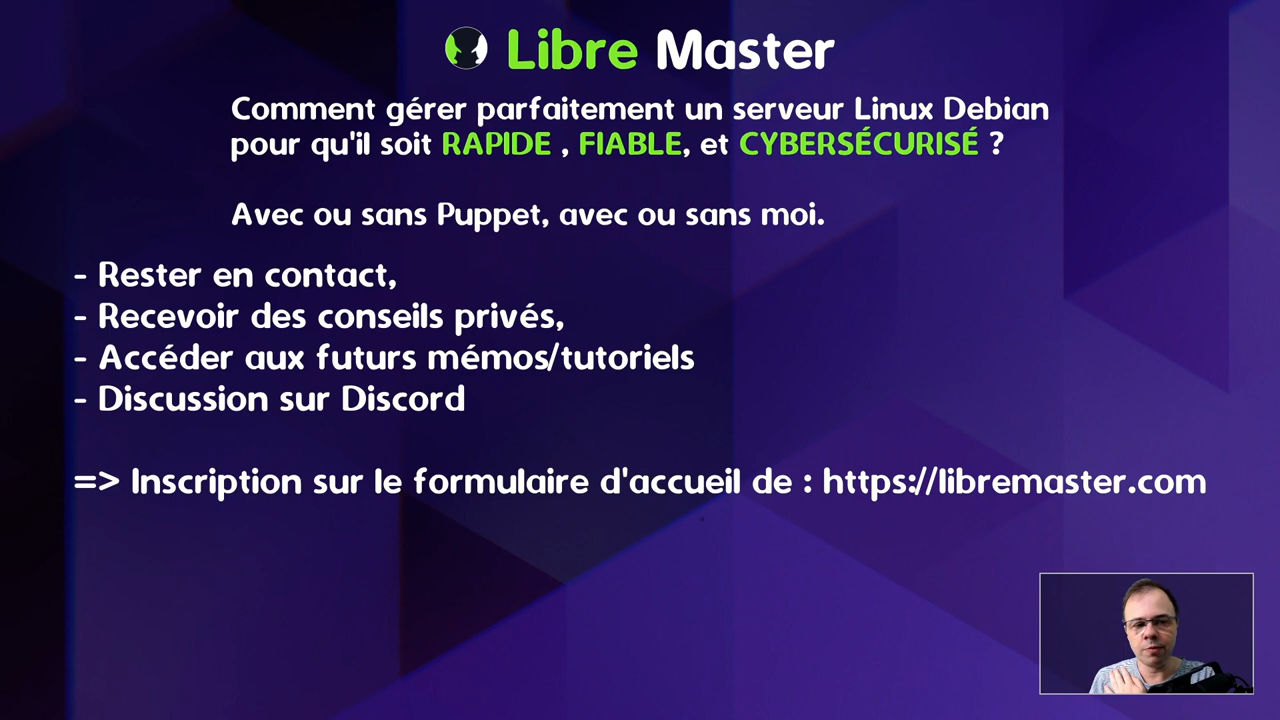 Libre Master
Comment gérer parfaitement un serveur Linux Debian
pour qu'il soit RAPIDE , FIABLE, et CYBERSÉCURISÉ ?
Avec ou sans Puppet, avec ou sans moi.
- Rester en contact,
- Recevoir des conseils privés,
- Accéder aux futurs mémos/tutoriels
- Discussion sur Discord
=> Inscription sur le formulaire d'accueil de : https://libremaster.com